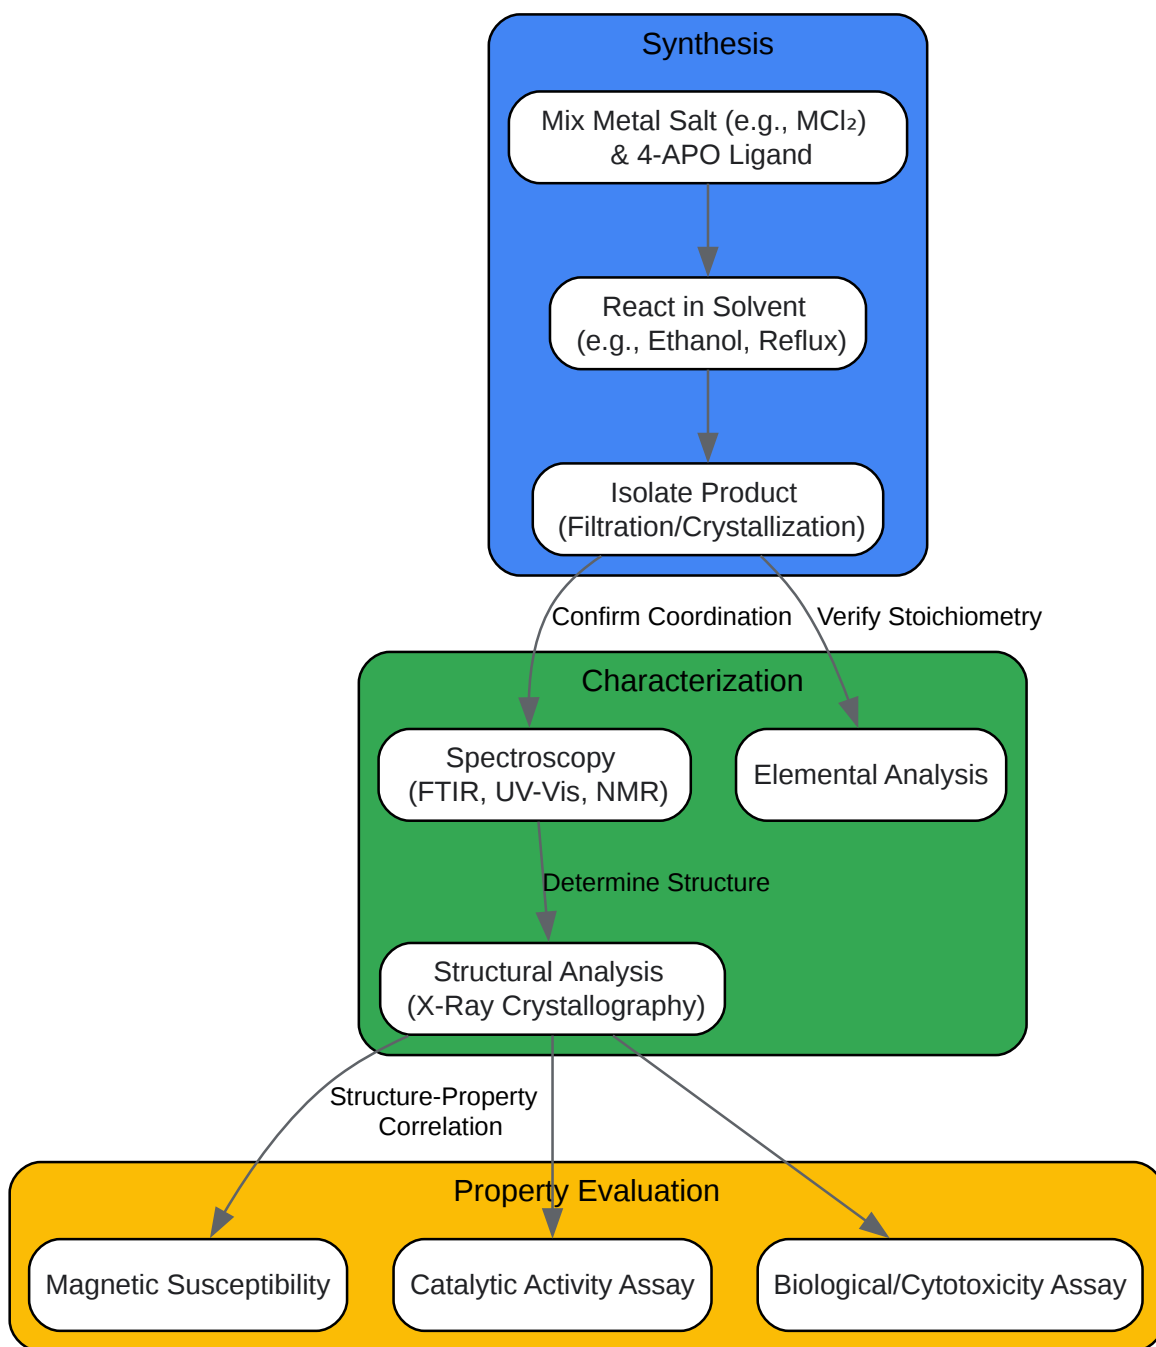 Synthesis
Mix Metal Salt (e.g., MCl₂)
& 4-APO Ligand
React in Solvent
(e.g., Ethanol, Reflux)
Isolate Product
(Filtration/Crystallization)
Confirm Coordination
Verify Stoichiometry
Characterization
Spectroscopy
(FTIR, UV-Vis, NMR)
Elemental Analysis
Determine Structure
Structural Analysis
(X-Ray Crystallography)
Structure-Property
Correlation
Property Evaluation
Magnetic Susceptibility
Catalytic Activity Assay
Biological/Cytotoxicity Assay